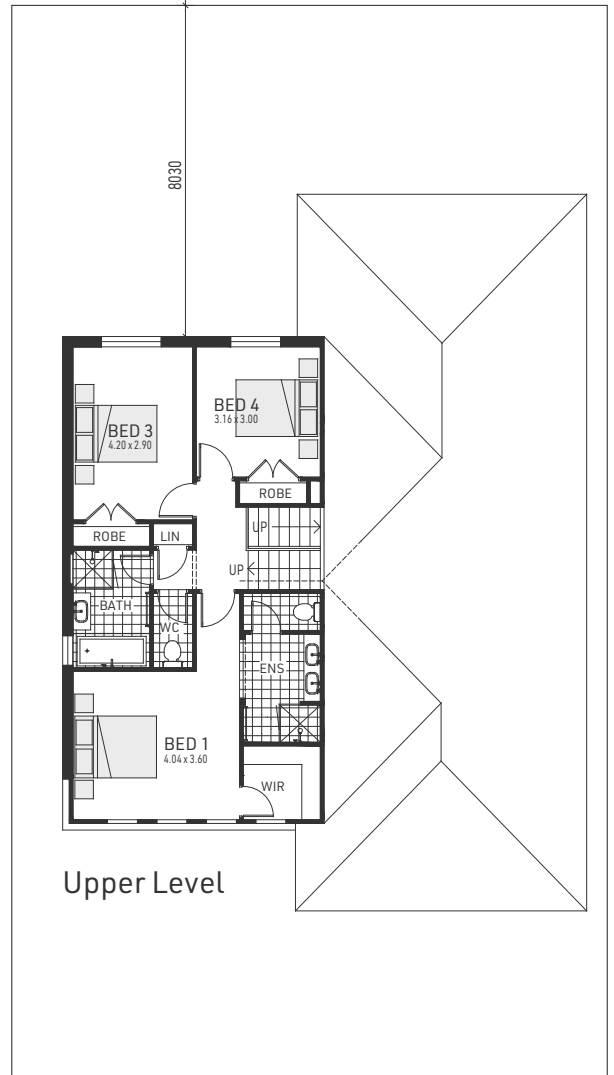 8030
BED 4
3.16 x 3.00
BED 3
4.20 x 2.90
ROBE
UP
ROBE
LIN
UP
BATH
WC
ENS
BED 1
4.04 x 3.60
WIR
Upper Level